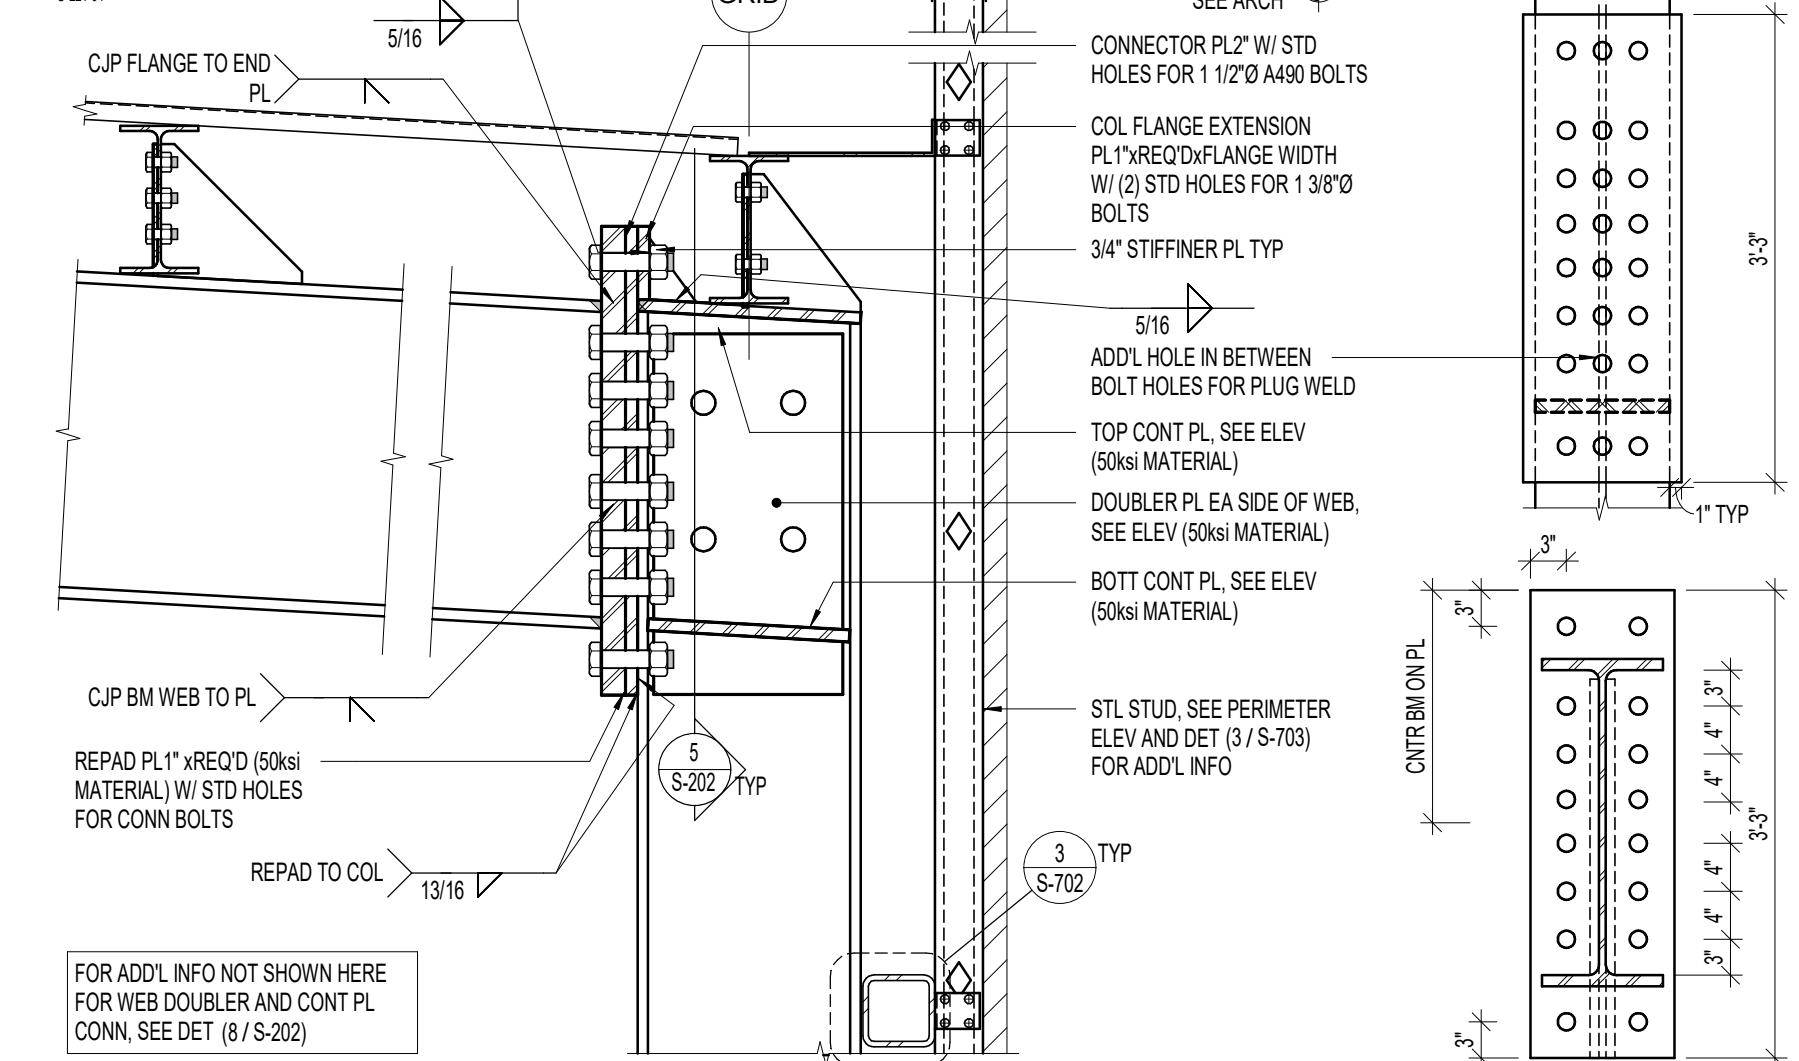 GRID
SEE ARCH
5/16
CJP FLANGE TO END
PL
CONNECTOR PL2" W/ STD
HOLES FOR 1 1/2"Ø A490 BOLTS
COL FLANGE EXTENSION
PL1"xREQ'DxFLANGE WIDTH
W/ (2) STD HOLES FOR 1 3/8"Ø
BOLTS
3/4" STIFFINER PL TYP
5/16
ADD'L HOLE IN BETWEEN
BOLT HOLES FOR PLUG WELD
TOP CONT PL, SEE ELEV
(50ksi MATERIAL)
DOUBLER PL EA SIDE OF WEB,
SEE ELEV (50ksi MATERIAL)
BOTT CONT PL, SEE ELEV
(50ksi MATERIAL)
STL STUD, SEE PERIMETER
ELEV AND DET (3 / S-703)
FOR ADD'L INFO
CJP BM WEB TO PL
REPAD PL1" xREQ'D (50ksi
MATERIAL) W/ STD HOLES
FOR CONN BOLTS
5
S-202
TYP
REPAD TO COL
13/16
3
S-702
TYP
FOR ADD'L INFO NOT SHOWN HERE
FOR WEB DOUBLER AND CONT PL
CONN, SEE DET (8 / S-202)
3'-3"
1" TYP
3"
3"
CNTR BM ON PL
3"
4"
4"
4"
4"
3"
3'-3"
3"